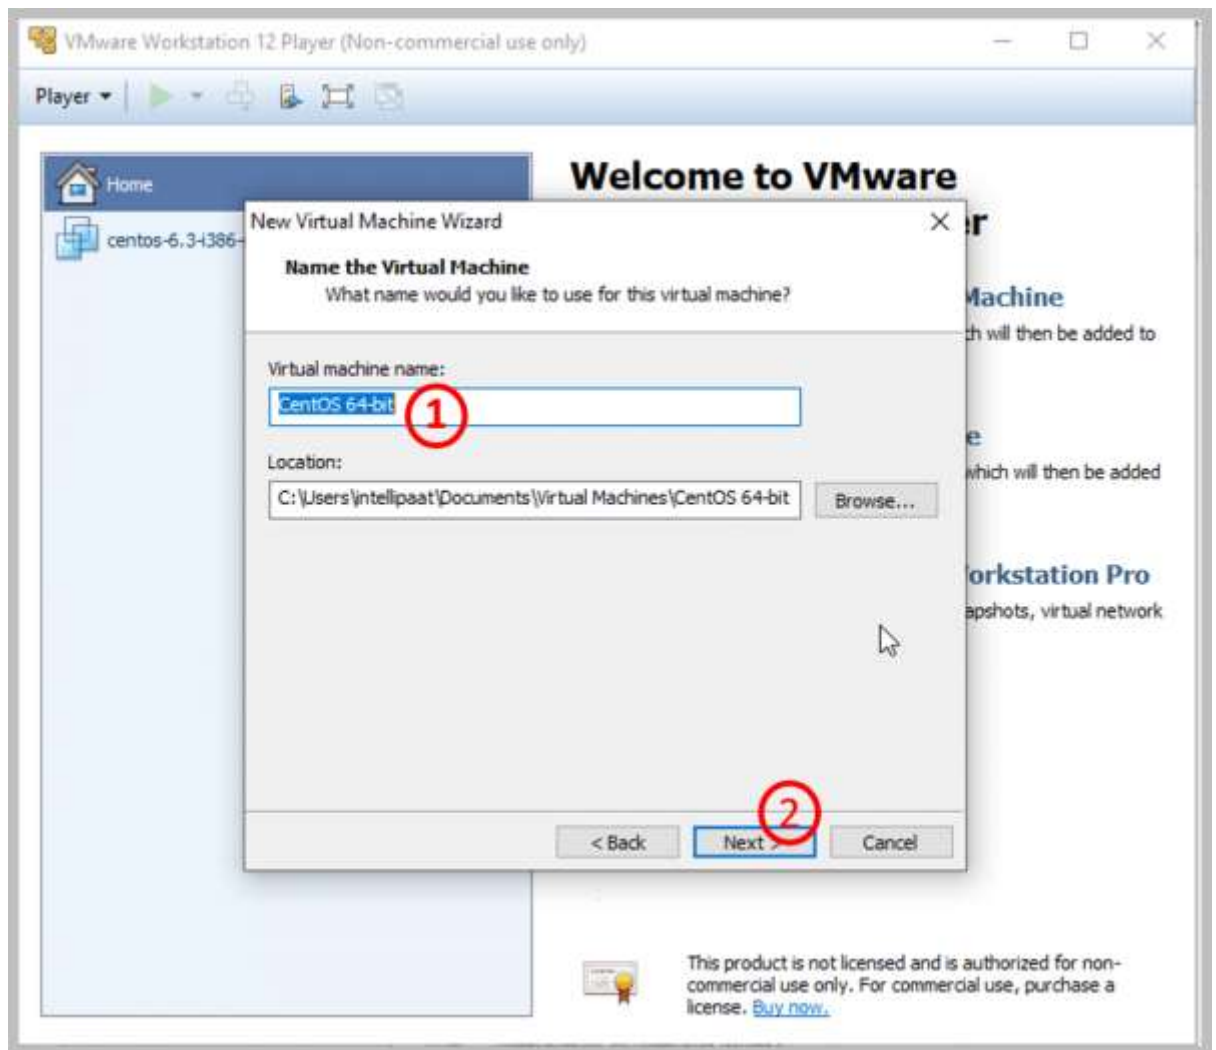 VMware Workstation 12 Player (Non-commercial use only)
Player
Home
centos-6.3-i386-
Welcome to VMware
r
Machine
ch will then be added to
e
which will then be added
orkstation Pro
apshots, virtual network
New Virtual Machine Wizard
Name the Virtual Machine
What name would you like to use for this virtual machine?
Virtual machine name:
CentOS 64-bit
1
Location:
C:\Users\intellipaat\Documents\Virtual Machines\CentOS 64-bit
Browse...
2
< Back
Next >
Cancel
This product is not licensed and is authorized for non-
commercial use only. For commercial use, purchase a
license. Buy now.